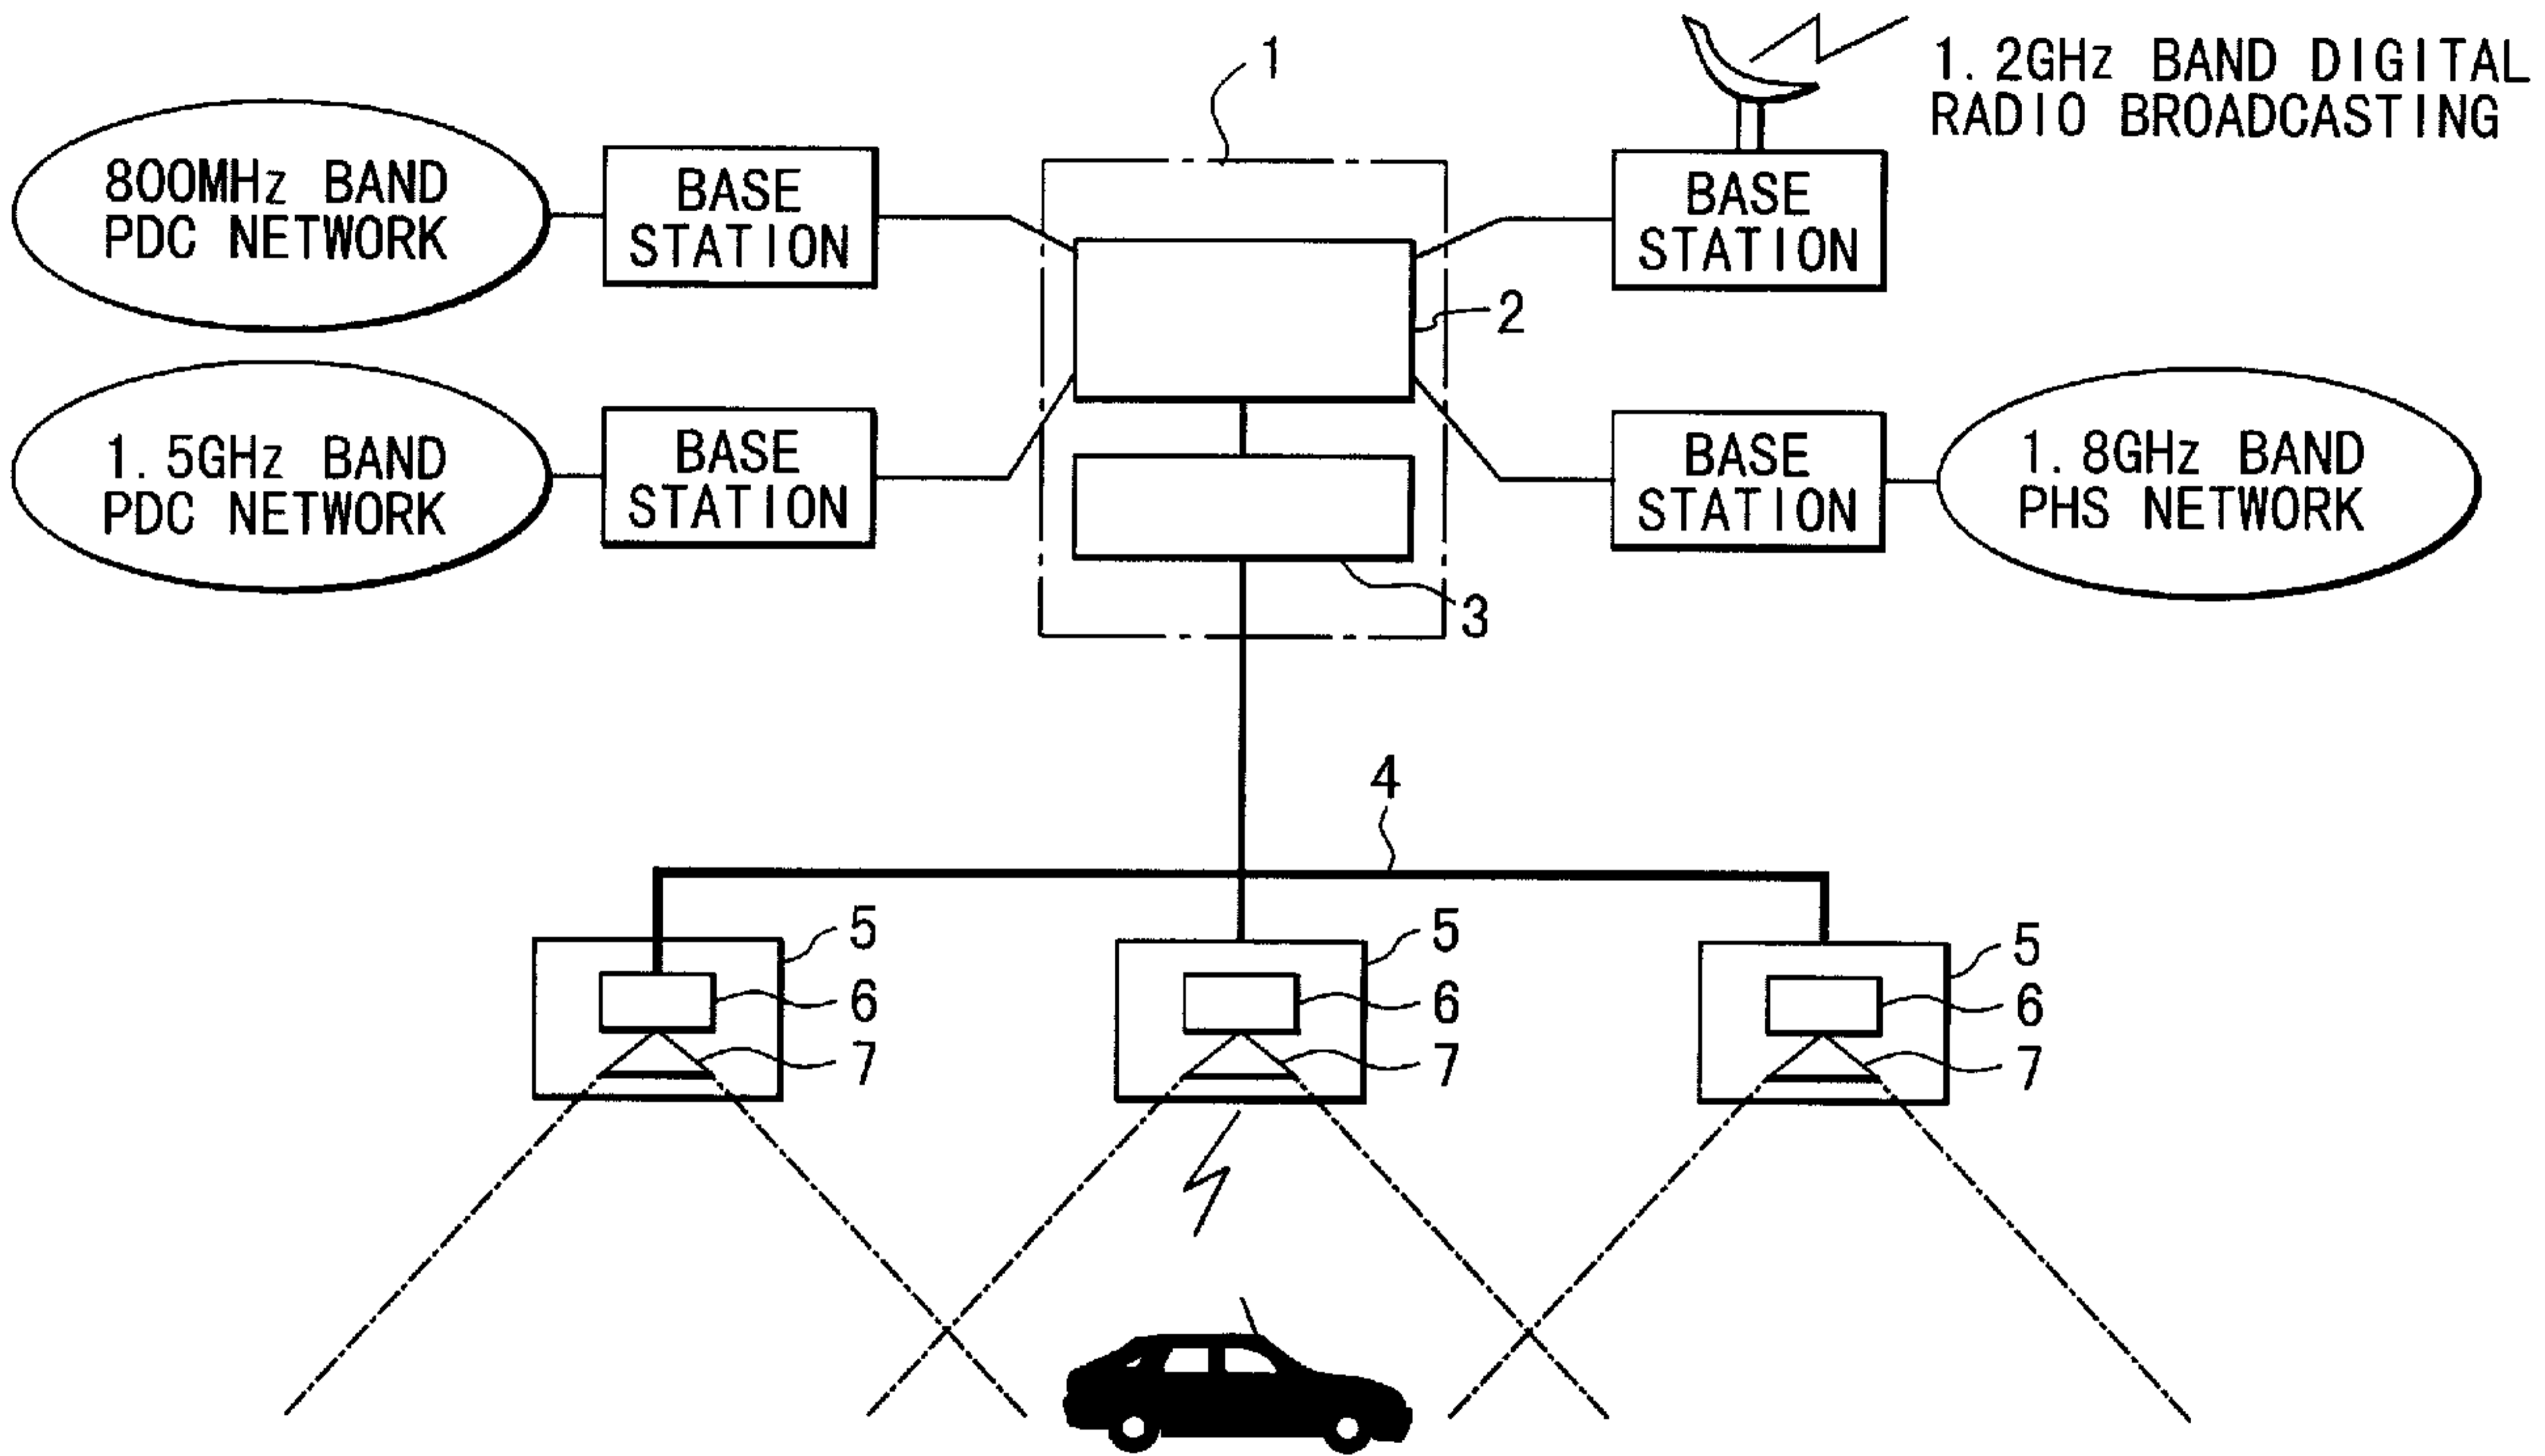 1
1. 2GHz BAND DIGITAL
RADIO BROADCASTING
800MHz BAND
PDC NETWORK
BASE
STATION
BASE
STATION
2
1. 5GHz BAND
PDC NETWORK
BASE
STATION
BASE
STATION
1. 8GHz BAND
PHS NETWORK
3
4
5
5
5
6
6
6
7
7
7